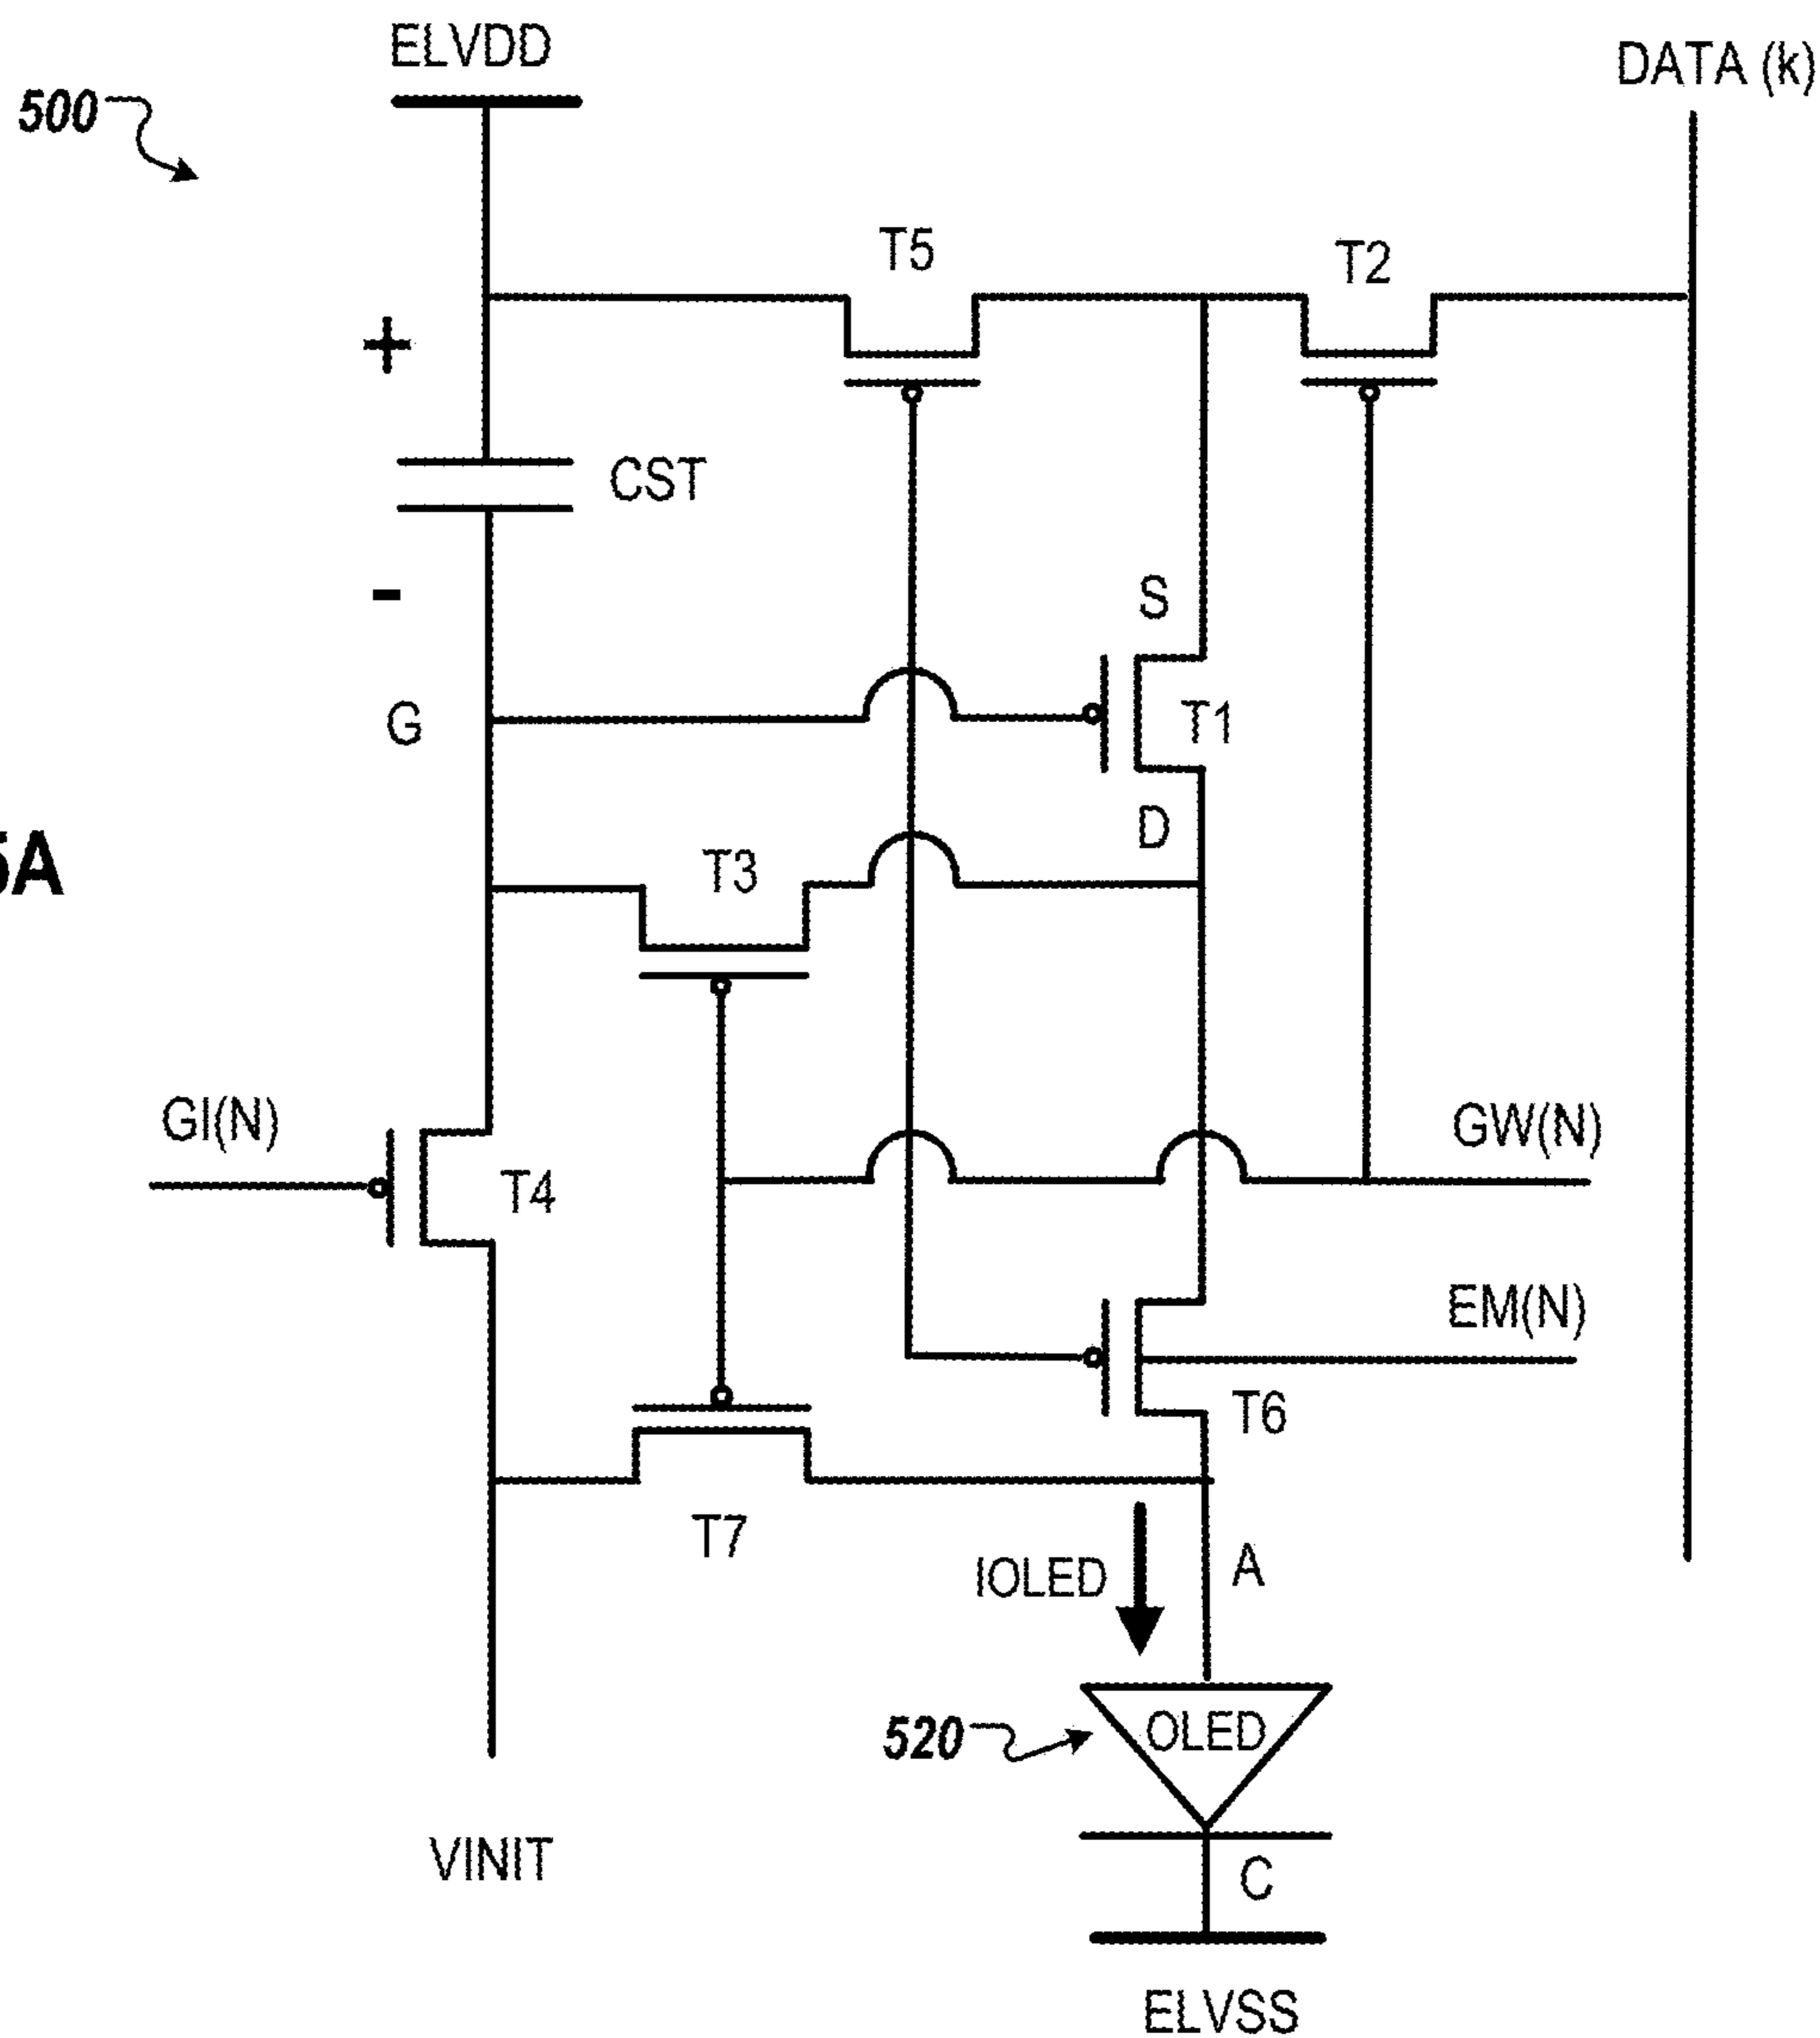 ELVDD
DATA (k)
500
T5
T2
+
CST
-
S
G
T1
D
5A
T3
GI(N)
GW(N)
T4
EM(N)
T6
T7
IOLED
A
OLED
520
VINIT
C
ELVSS